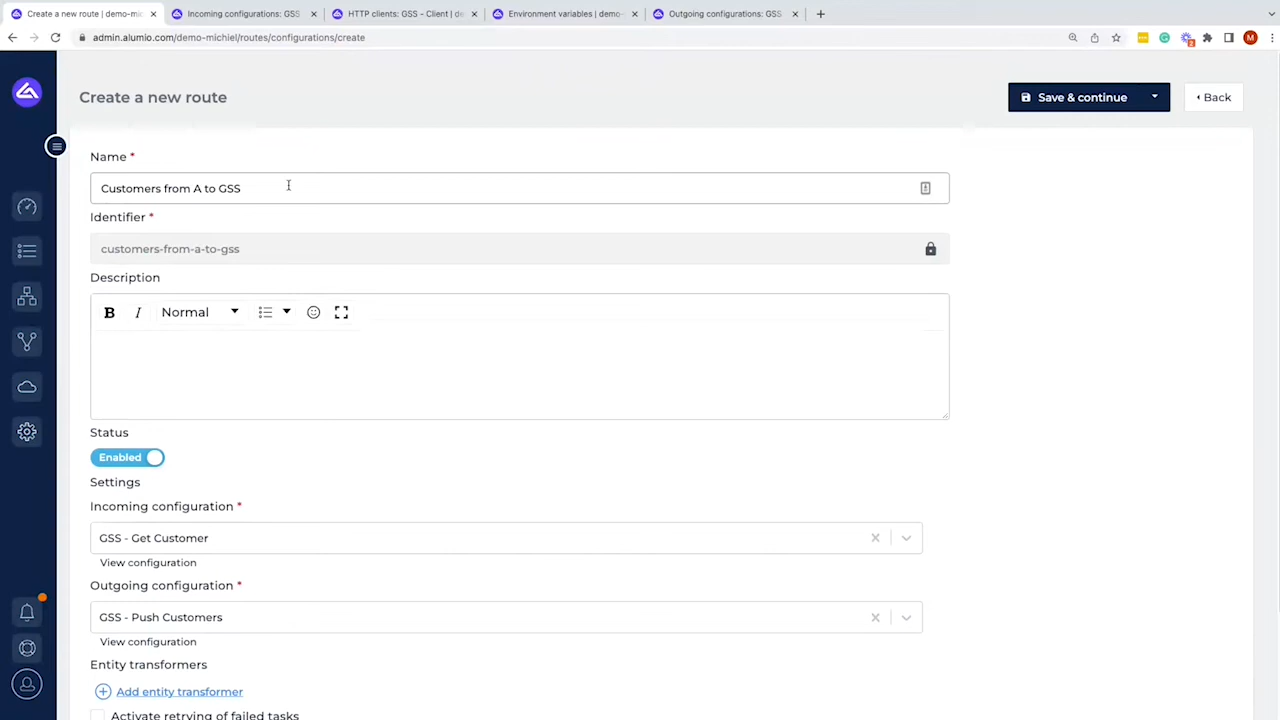 Create a new route | demo-mic
Incoming configurations: GSS
HTTP clients: GSS - Client | de
Environment variables | demo-
Outgoing configurations: GSS
admin.alumio.com/demo-michiel/routes/configurations/create
2
M
Create a new route
Save & continue
Back
Name *
Customers from A to GSS
Identifier *
customers-from-a-to-gss
Description
B I Normal
Status
Enabled
Settings
Incoming configuration *
GSS - Get Customer
View configuration
Outgoing configuration *
GSS - Push Customers
View configuration
Entity transformers
Add entity transformer
Activate retrying of failed tasks